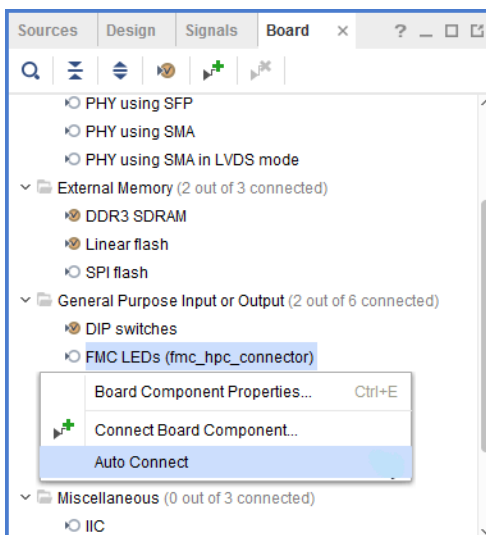 Sources Design Signals Board × ?
PHY using SFP
PHY using SMA
PHY using SMA in LVDS mode
External Memory (2 out of 3 connected)
DDR3 SDRAM
Linear flash
SPI flash
General Purpose Input or Output (2 out of 6 connected)
DIP switches
FMC LEDs (fmc_hpc_connector)
Board Component Properties... Ctrl+E
Connect Board Component...
Auto Connect
Miscellaneous (0 out of 3 connected)
IIC